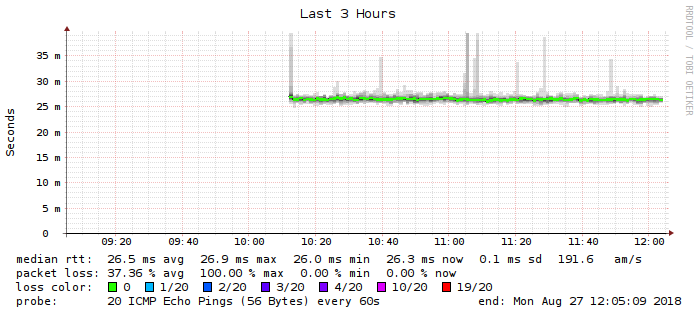 Last 3 Hours
RRDTOOL / TOBI OETIKER
Seconds
35 m
30 m
25 m
20 m
15 m
10 m
5 m
0
09:20 09:40 10:00 10:20 10:40 11:00 11:20 11:40 12:00
median rtt: 26.5 ms avg 26.9 ms max 26.0 ms min 26.3 ms now 0.1 ms sd 191.6 am/s
packet loss: 37.36 % avg 100.00 % max 0.00 % min 0.00 % now
loss color: 0 1/20 2/20 3/20 4/20 10/20 19/20
probe: 20 ICMP Echo Pings (56 Bytes) every 60s end: Mon Aug 27 12:05:09 2018